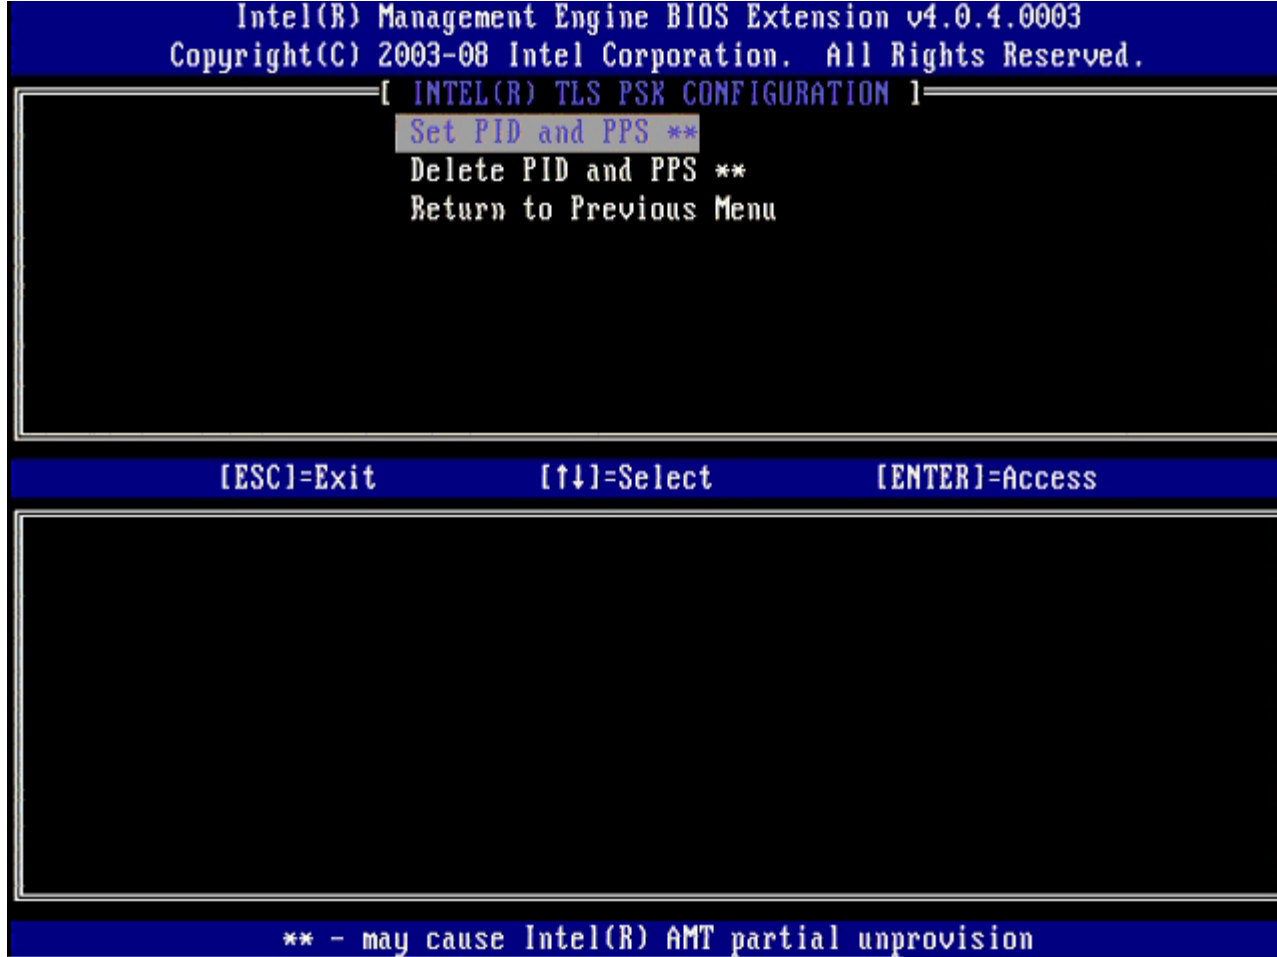 Intel(R) Management Engine BIOS Extension v4.0.4.0003
Copyright(C) 2003-08 Intel Corporation. All Rights Reserved.
[ INTEL(R) TLS PSK CONFIGURATION ]
Set PID and PPS **
Delete PID and PPS **
Return to Previous Menu
[ESC]=Exit [↑↓]=Select [ENTER]=Access
** - may cause Intel(R) AMT partial unprovision